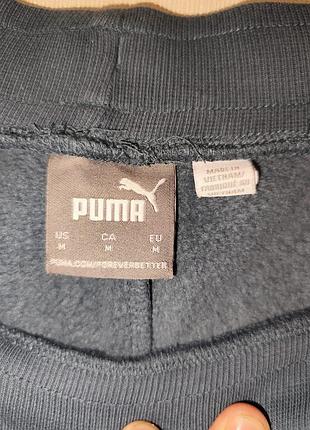 PUMA
US CA EU
M M M
PUMA.COM/FOREVERBETTER
MADE IN
VIETNAM/
FABRIQUÉ AU
VIETNAM